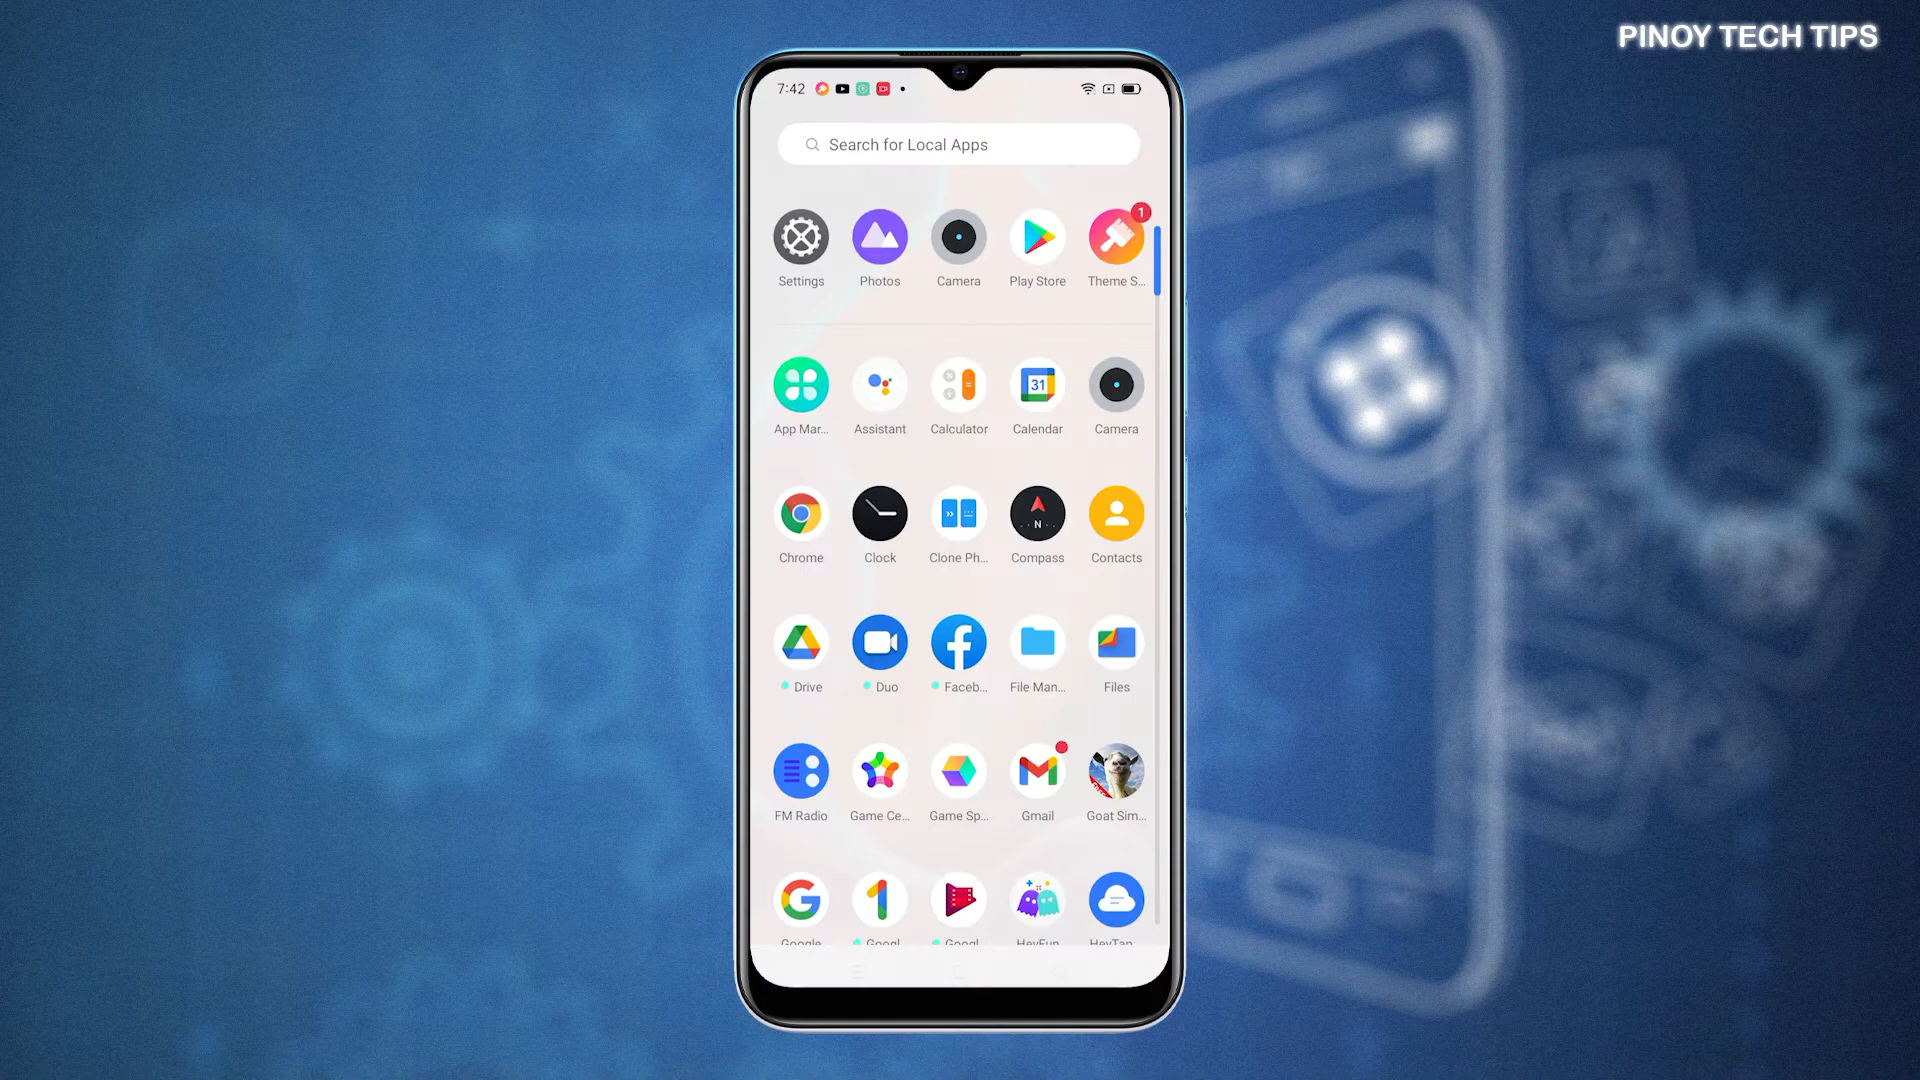 PINOY TECH TIPS
7:42
Search for Local Apps
1
Settings Photos Camera Play Store Theme S...
31
App Mar... Assistant Calculator Calendar Camera
N
Chrome Clock Clone Ph... Compass Contacts
Drive Duo Faceb... File Man... Files
FM Radio Game Ce... Game Sp... Gmail Goat Sim...
Google Googl HeyFun HeyTap